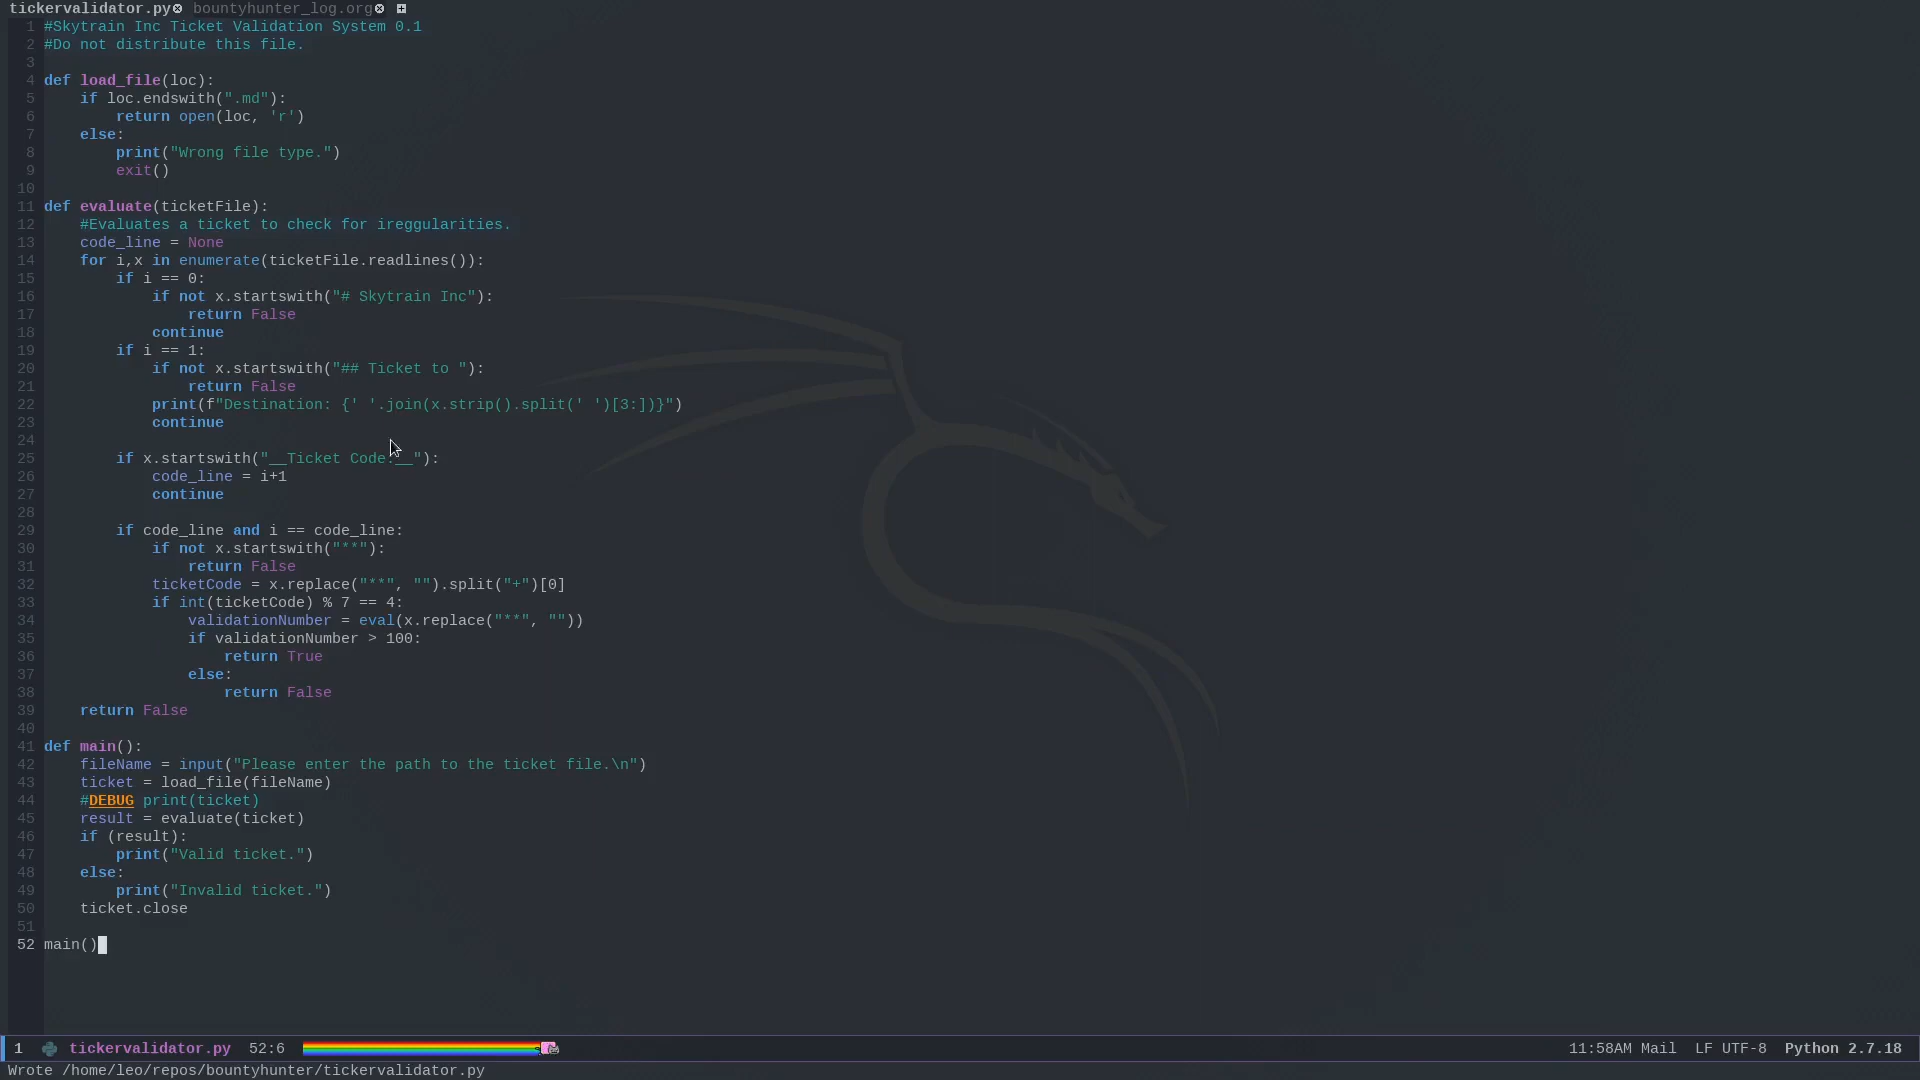 tickervalidator.py bountyhunter_log.org
1 #Skytrain Inc Ticket Validation System 0.1
2 #Do not distribute this file.
3
4 def load_file(loc):
5     if loc.endswith(".md"):
6         return open(loc, 'r')
7     else:
8         print("Wrong file type.")
9         exit()
10
11 def evaluate(ticketFile):
12     #Evaluates a ticket to check for ireggularities.
13     code_line = None
14     for i,x in enumerate(ticketFile.readlines()):
15         if i == 0:
16             if not x.startswith("# Skytrain Inc"):
17                 return False
18             continue
19         if i == 1:
20             if not x.startswith("## Ticket to "):
21                 return False
22             print(f"Destination: {' '.join(x.strip().split(' ')[3:])}")
23             continue
24
25         if x.startswith("__Ticket Code:__"):
26             code_line = i+1
27             continue
28
29         if code_line and i == code_line:
30             if not x.startswith("**"):
31                 return False
32             ticketCode = x.replace("**", "").split("+")[0]
33             if int(ticketCode) % 7 == 4:
34                 validationNumber = eval(x.replace("**", ""))
35                 if validationNumber > 100:
36                     return True
37                 else:
38                     return False
39     return False
40
41 def main():
42     fileName = input("Please enter the path to the ticket file.\n")
43     ticket = load_file(fileName)
44     #DEBUG print(ticket)
45     result = evaluate(ticket)
46     if (result):
47         print("Valid ticket.")
48     else:
49         print("Invalid ticket.")
50     ticket.close
51
52 main()
1 tickervalidator.py 52:6 11:58AM Mail LF UTF-8 Python 2.7.18
Wrote /home/leo/repos/bountyhunter/tickervalidator.py